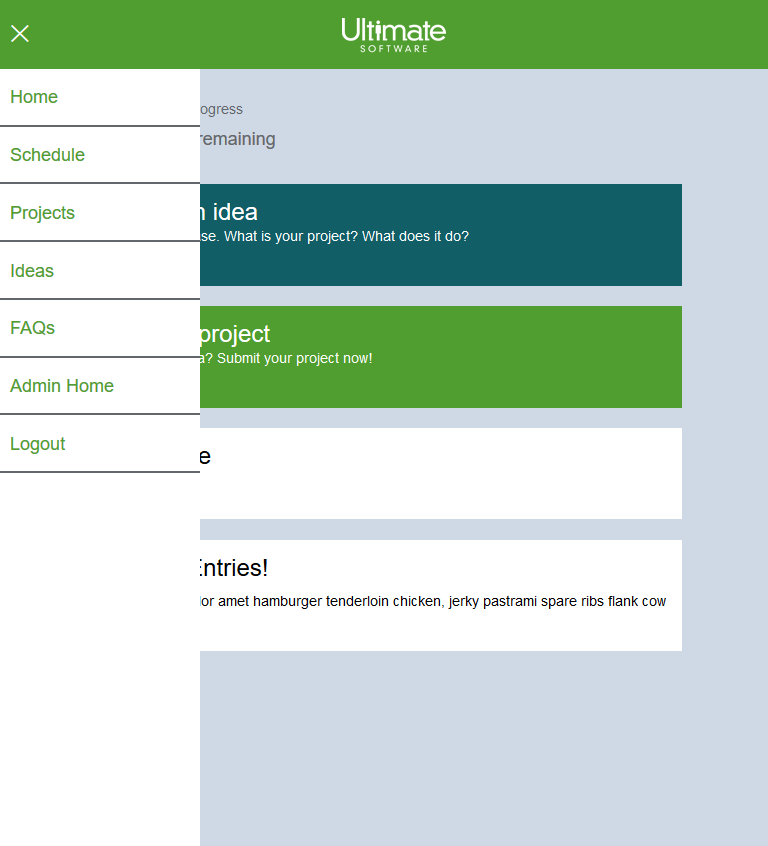 Ultimate
SOFTWARE
Home
Schedule
Projects
Ideas
FAQs
Admin Home
Logout
ogress
remaining
n idea
se. What is your project? What does it do?
project
a? Submit your project now!
e
Entries!
lor amet hamburger tenderloin chicken, jerky pastrami spare ribs flank cow